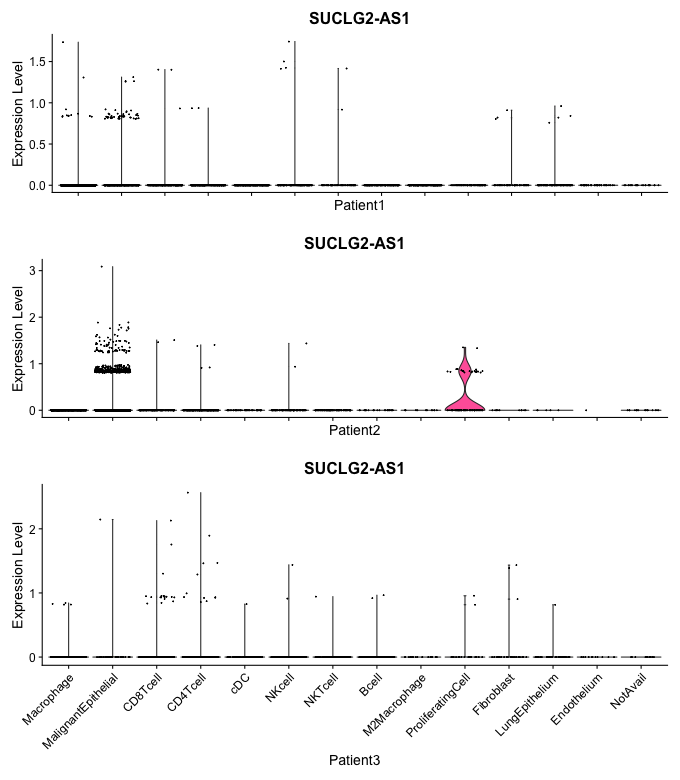 SUCLG2-AS1
Expression Level
1.5
1.0
0.5
0.0
Patient1
SUCLG2-AS1
Expression Level
3
2
1
0
Patient2
SUCLG2-AS1
Expression Level
2
1
0
Macrophage
MalignantEpithelial
CD8Tcell
CD4Tcell
cDC
NKcell
NKTcell
Bcell
M2Macrophage
ProliferatingCell
Fibroblast
LungEpithelium
Endothelium
NotAvail
Patient3